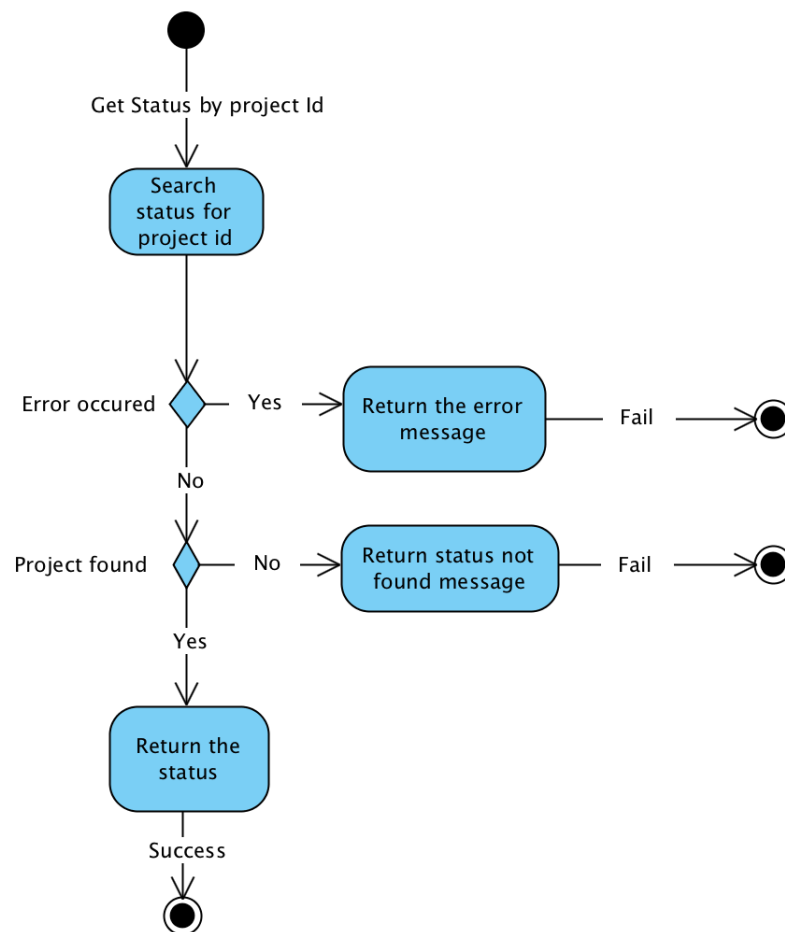 Get Status by project Id
Search
status for
project id
Error occured
Yes
Return the error
message
Fail
No
Project found
No
Return status not
found message
Fail
Yes
Return the
status
Success